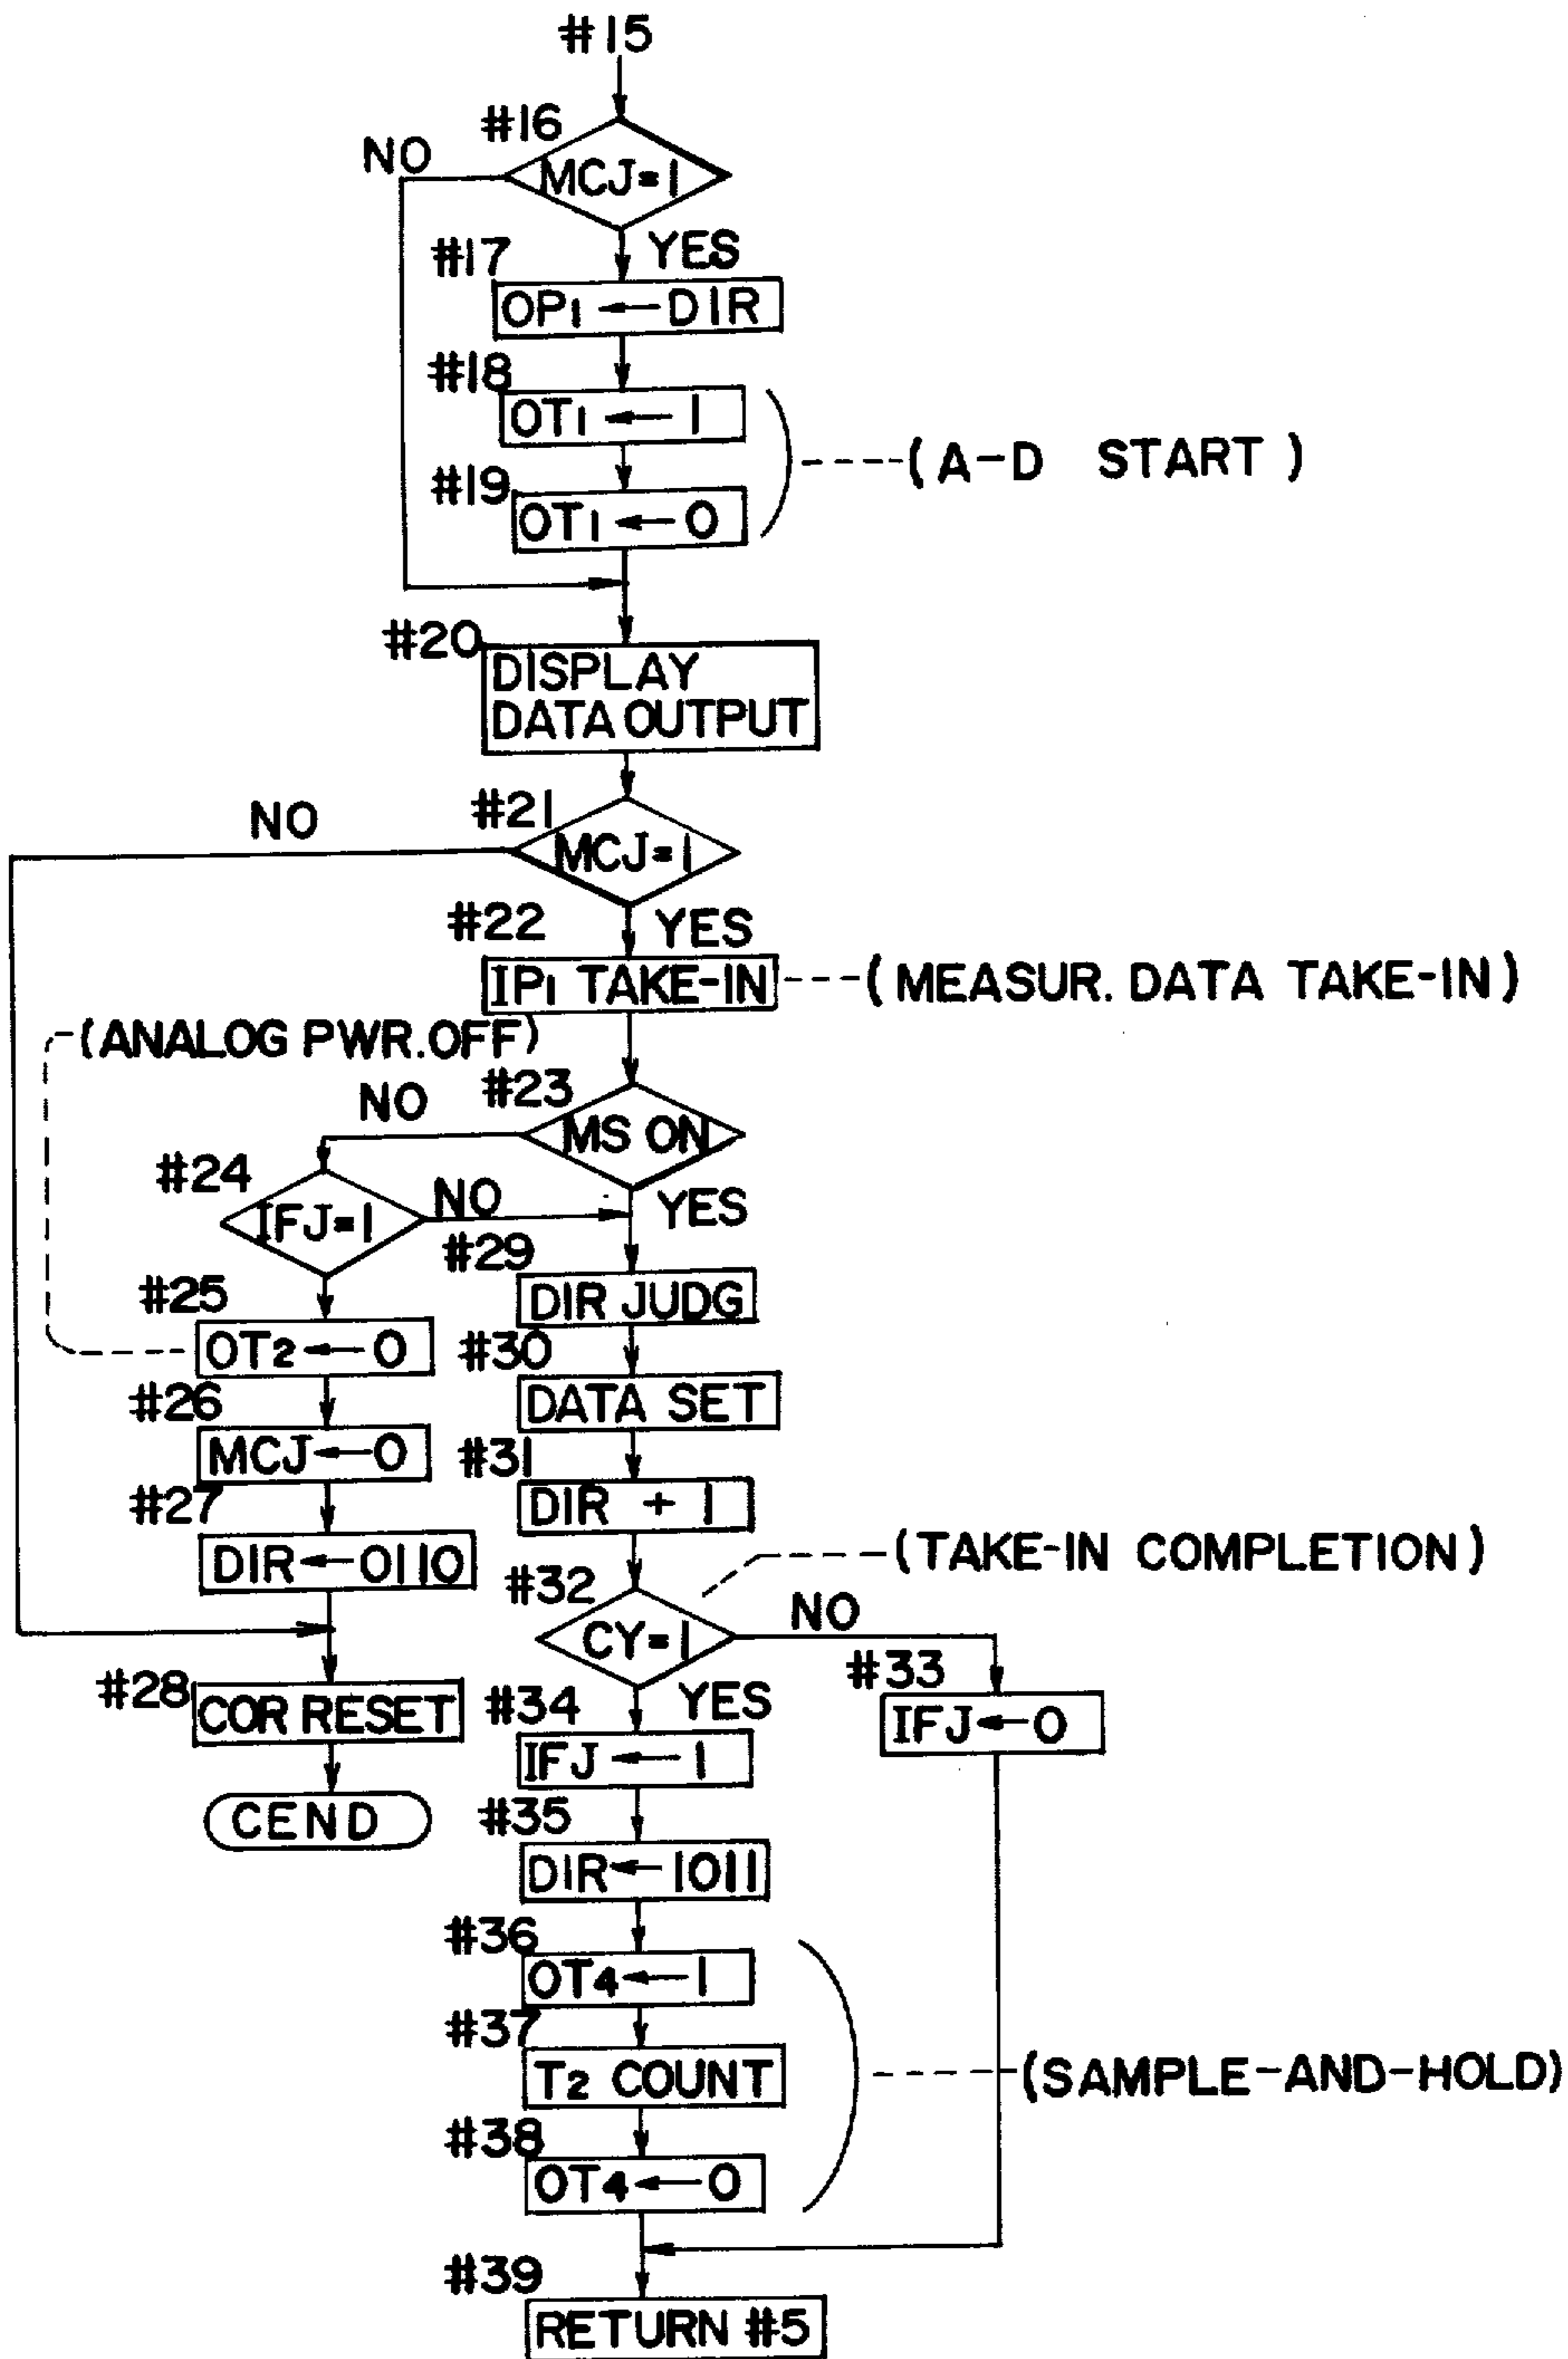 #15
#16
NO
MCJ=1
YES
#17
OP1←DIR
#18
OT1←1
(A-D START)
#19
OT1←0
#20
DISPLAY
DATA OUTPUT
#21
NO
MCJ=1
#22
YES
IP1 TAKE-IN
(MEASUR. DATA TAKE-IN)
(ANALOG PWR.OFF)
#23
NO
MS ON
#24
NO
YES
IFJ=1
#29
DIR JUDG
#25
OT2←0
#30
DATA SET
#26
MCJ←0
#31
DIR + 1
#27
DIR←0110
(TAKE-IN COMPLETION)
#32
NO
CY=1
#33
IFJ←0
#28
COR RESET
#34
YES
IFJ←1
CEND
#35
DIR←1011
#36
OT4←1
#37
T2 COUNT
(SAMPLE-AND-HOLD)
#38
OT4←0
#39
RETURN #5